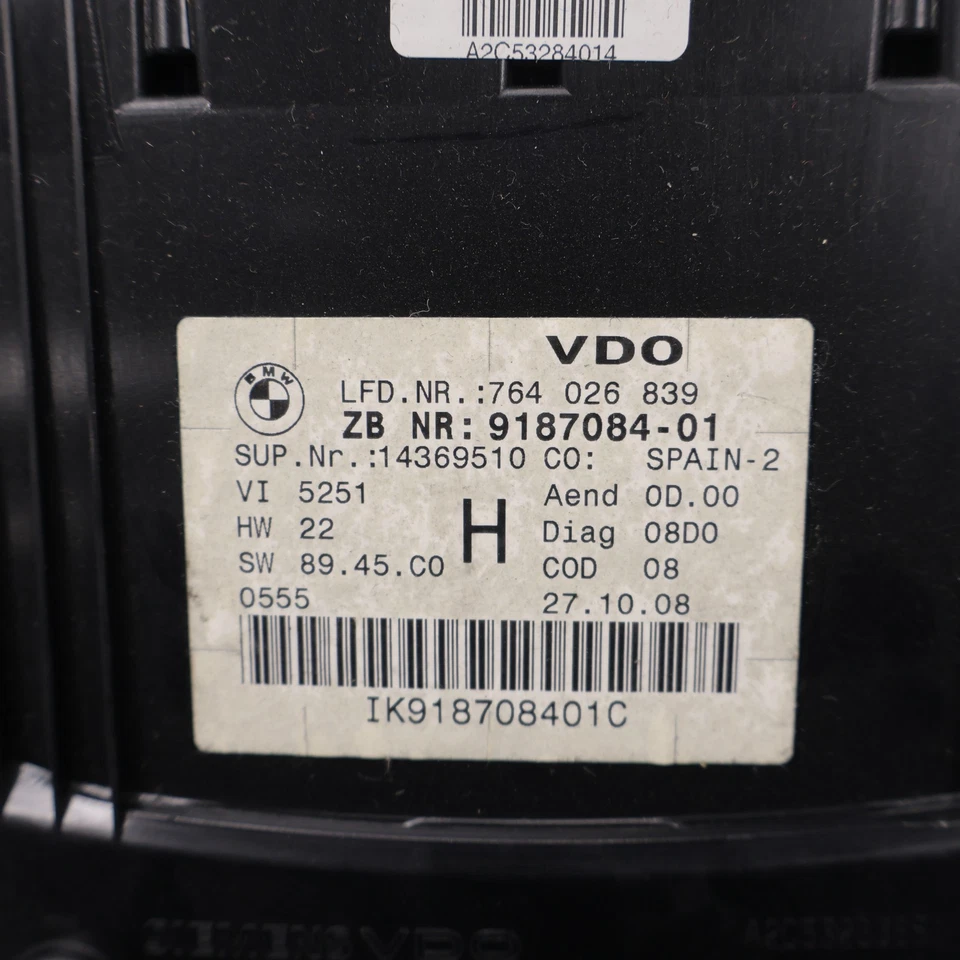 A2C53284014
VDO
BMW
LFD.NR.:764 026 839
ZB NR: 9187084-01
SUP.Nr.:14369510 CO: SPAIN-2
VI 5251 Aend 0D.00
HW 22 H Diag 08D0
SW 89.45.C0 COD 08
0555 27.10.08
IK918708401C
VDO